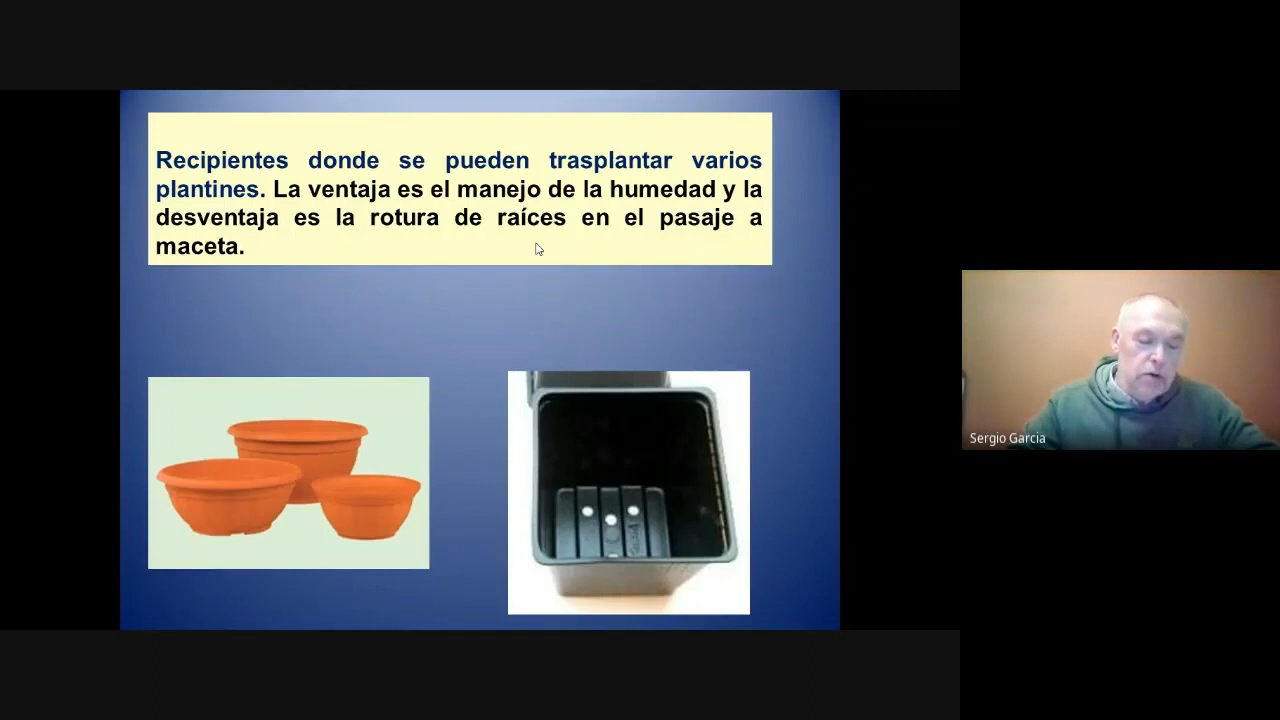 Recipientes donde se pueden trasplantar varios
plantines. La ventaja es el manejo de la humedad y la
desventaja es la rotura de raíces en el pasaje a
maceta.
Sergio Garcia